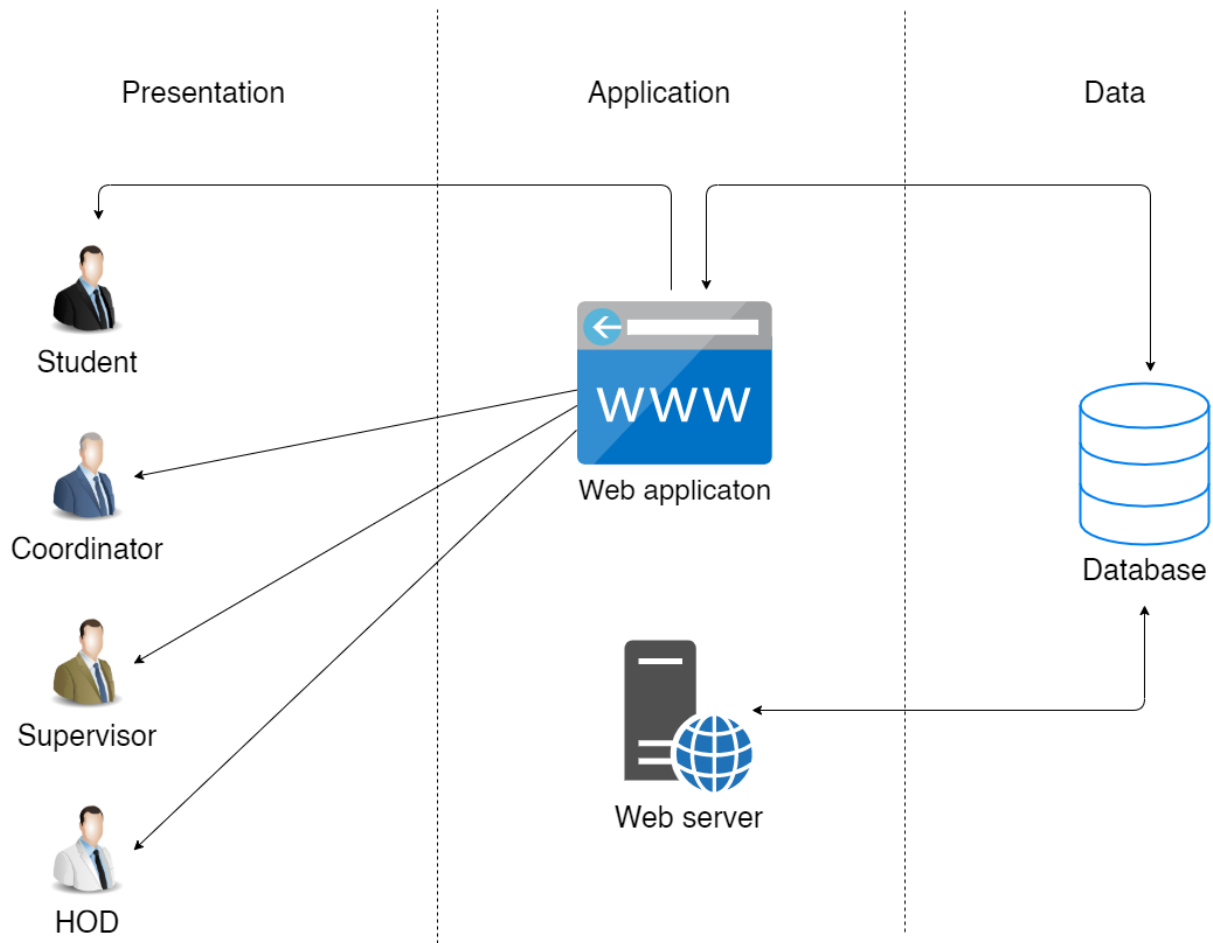 Presentation
Application
Data
Student
Coordinator
Supervisor
HOD
WWW
Web applicaton
Web server
Database